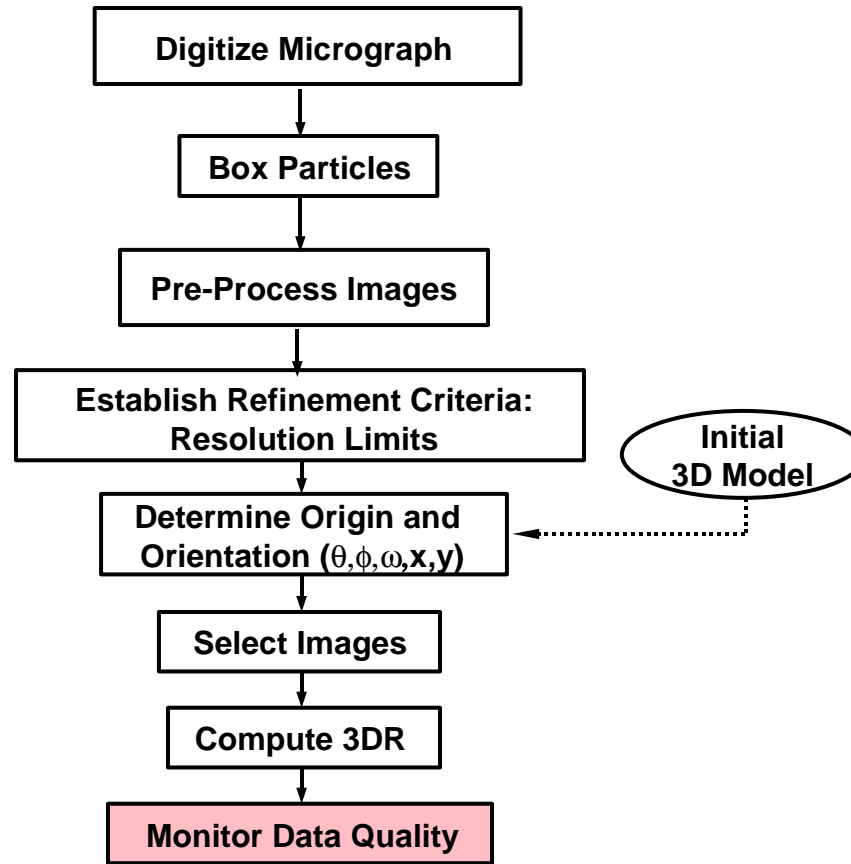 Digitize Micrograph
Box Particles
Pre-Process Images
Establish Refinement Criteria:
Resolution Limits
Initial
3D Model
Determine Origin and
Orientation (θ,ϕ,ω,x,y)
Select Images
Compute 3DR
Monitor Data Quality